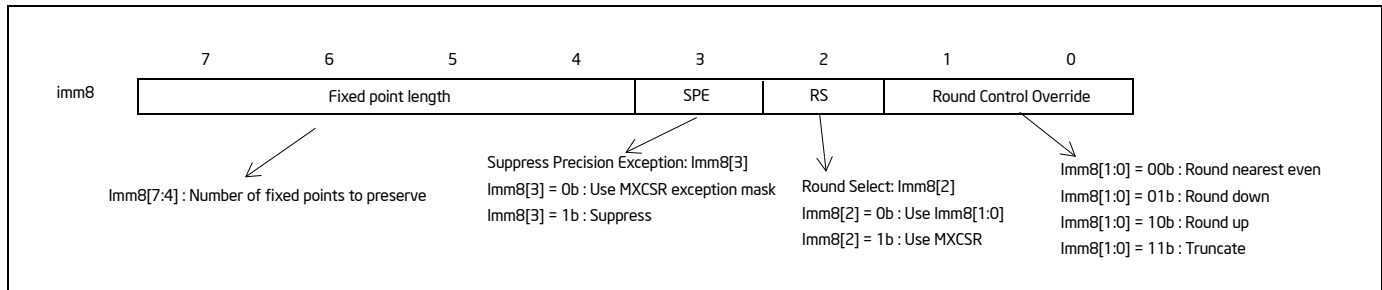 7 6 5 4 3 2 1 0
imm8 Fixed point length SPE RS Round Control Override
Imm8[7:4] : Number of fixed points to preserve
Suppress Precision Exception: Imm8[3]
Imm8[3] = 0b : Use MXCSR exception mask
Imm8[3] = 1b : Suppress
Round Select: Imm8[2]
Imm8[2] = 0b : Use Imm8[1:0]
Imm8[2] = 1b : Use MXCSR
Imm8[1:0] = 00b : Round nearest even
Imm8[1:0] = 01b : Round down
Imm8[1:0] = 10b : Round up
Imm8[1:0] = 11b : Truncate